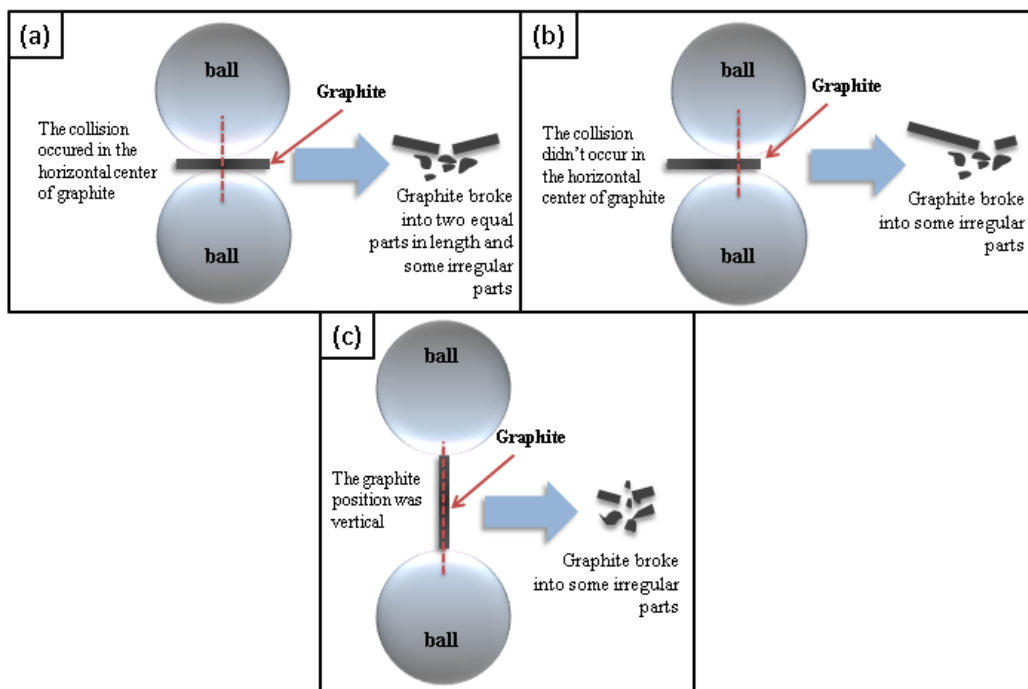 (a)
ball
Graphite
The collision
occured in the
horizontal center
of graphite
ball
Graphite broke
into two equal
parts in length and
some irregular
parts
(b)
ball
Graphite
The collision
didn't occur in
the horizontal
center of graphite
ball
Graphite broke
into some irregular
parts
(c)
ball
Graphite
The graphite
position was
vertical
ball
Graphite broke
into some irregular
parts